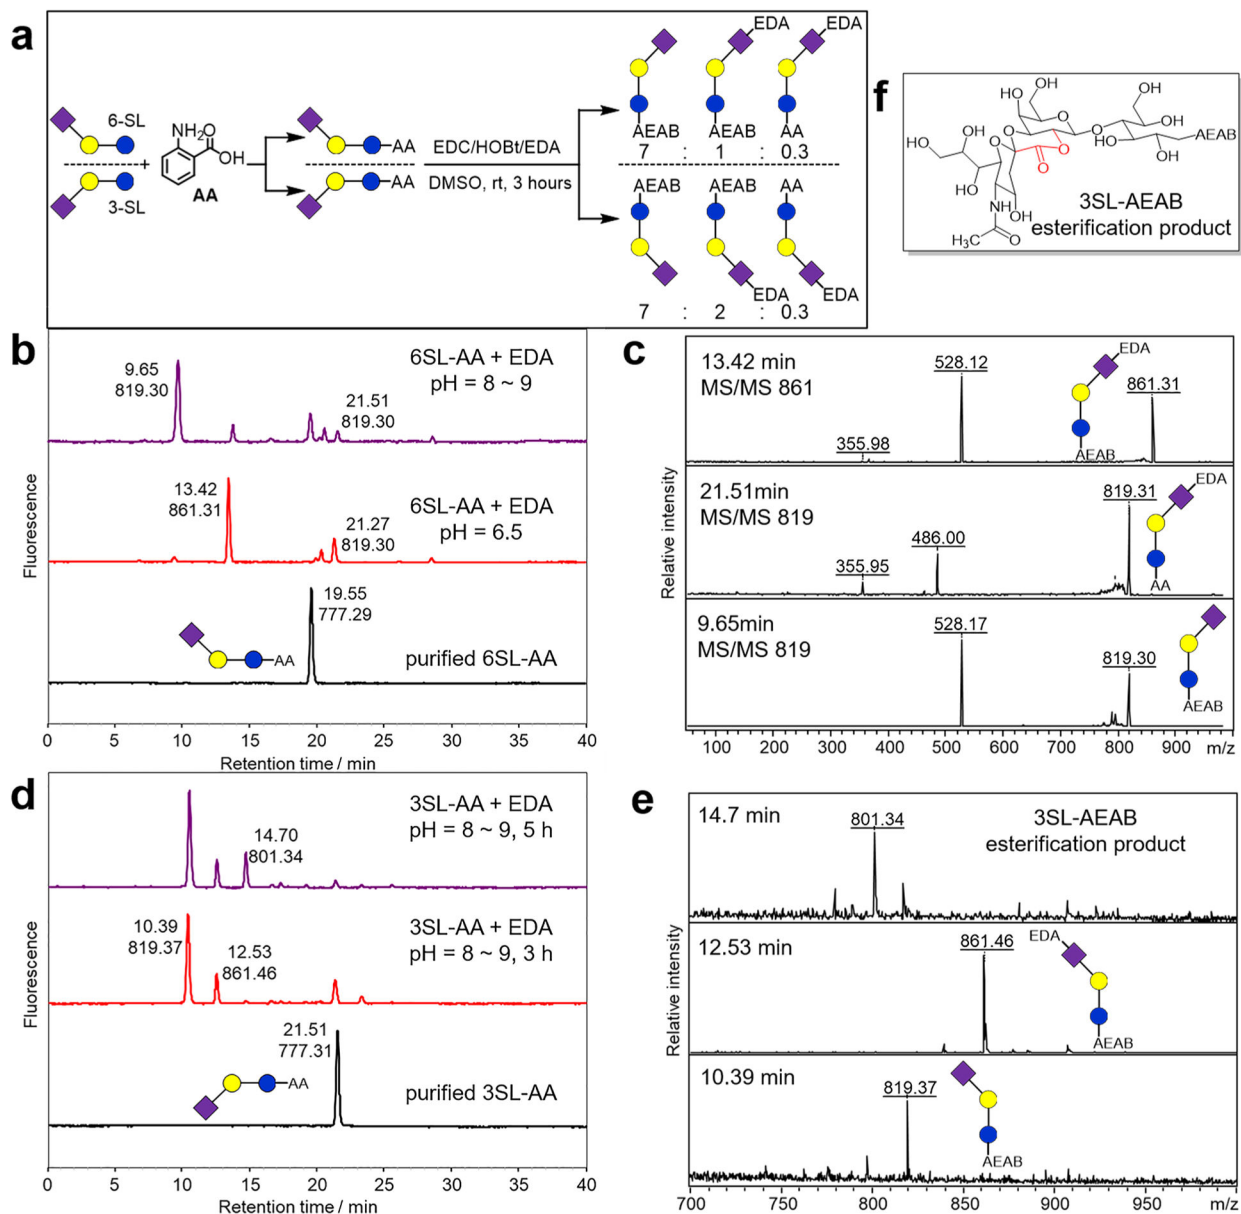 a
6-SL
3-SL
+
NH2
O
OH
AA
AA
AA
EDC/HOBt/EDA
DMSO, rt, 3 hours
EDA
EDA
AEAB
AEAB
AA
7 : 1 : 0.3
AEAB
AEAB
AA
EDA
EDA
7 : 2 : 0.3
f
OH
HO
OH
O
OH
O
O
OH
AEAB
HO
OH
O
O
O
HO
OH
HO
NH
OH
O
H3C
3SL-AEAB
esterification product
b
Fluorescence
6SL-AA + EDA
pH = 8 ~ 9
9.65
819.30
21.51
819.30
6SL-AA + EDA
pH = 6.5
13.42
861.31
21.27
819.30
19.55
777.29
AA
purified 6SL-AA
0 5 10 15 20 25 30 35 40
Retention time / min
c
Relative intensity
13.42 min
MS/MS 861
355.98
528.12
861.31
EDA
AEAB
21.51min
MS/MS 819
355.95
486.00
819.31
EDA
AA
9.65min
MS/MS 819
528.17
819.30
AEAB
100 200 300 400 500 600 700 800 900 m/z
d
Fluorescence
3SL-AA + EDA
pH = 8 ~ 9, 5 h
14.70
801.34
3SL-AA + EDA
pH = 8 ~ 9, 3 h
10.39
819.37
12.53
861.46
21.51
777.31
AA
purified 3SL-AA
0 5 10 15 20 25 30 35 40
Retention time / min
e
Relative intensity
14.7 min
801.34
3SL-AEAB
esterification product
12.53 min
861.46
EDA
AEAB
10.39 min
819.37
AEAB
700 750 800 850 900 950 m/z